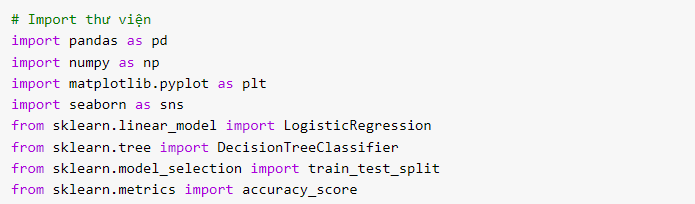 # Import thư viện
import pandas as pd
import numpy as np
import matplotlib.pyplot as plt
import seaborn as sns
from sklearn.linear_model import LogisticRegression
from sklearn.tree import DecisionTreeClassifier
from sklearn.model_selection import train_test_split
from sklearn.metrics import accuracy_score